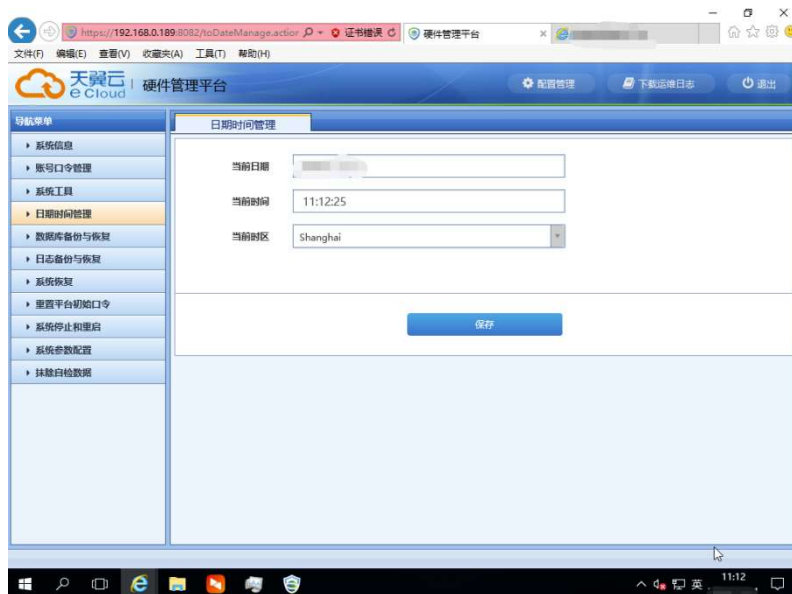 https://192.168.0.189:8082/toDateManage.action
证书错误
硬件管理平台
文件(F) 编辑(E) 查看(V) 收藏夹(A) 工具(T) 帮助(H)
天翼云 硬件管理平台
e Cloud
配置管理
下载运维日志
退出
导航菜单
系统信息
账号口令管理
系统工具
日期时间管理
数据库备份与恢复
日志备份与恢复
系统恢复
重置平台初始口令
系统停止和重启
系统参数配置
抹除自检数据
日期时间管理
当前日期
当前时间 11:12:25
当前时区 Shanghai
保存
英
11:12